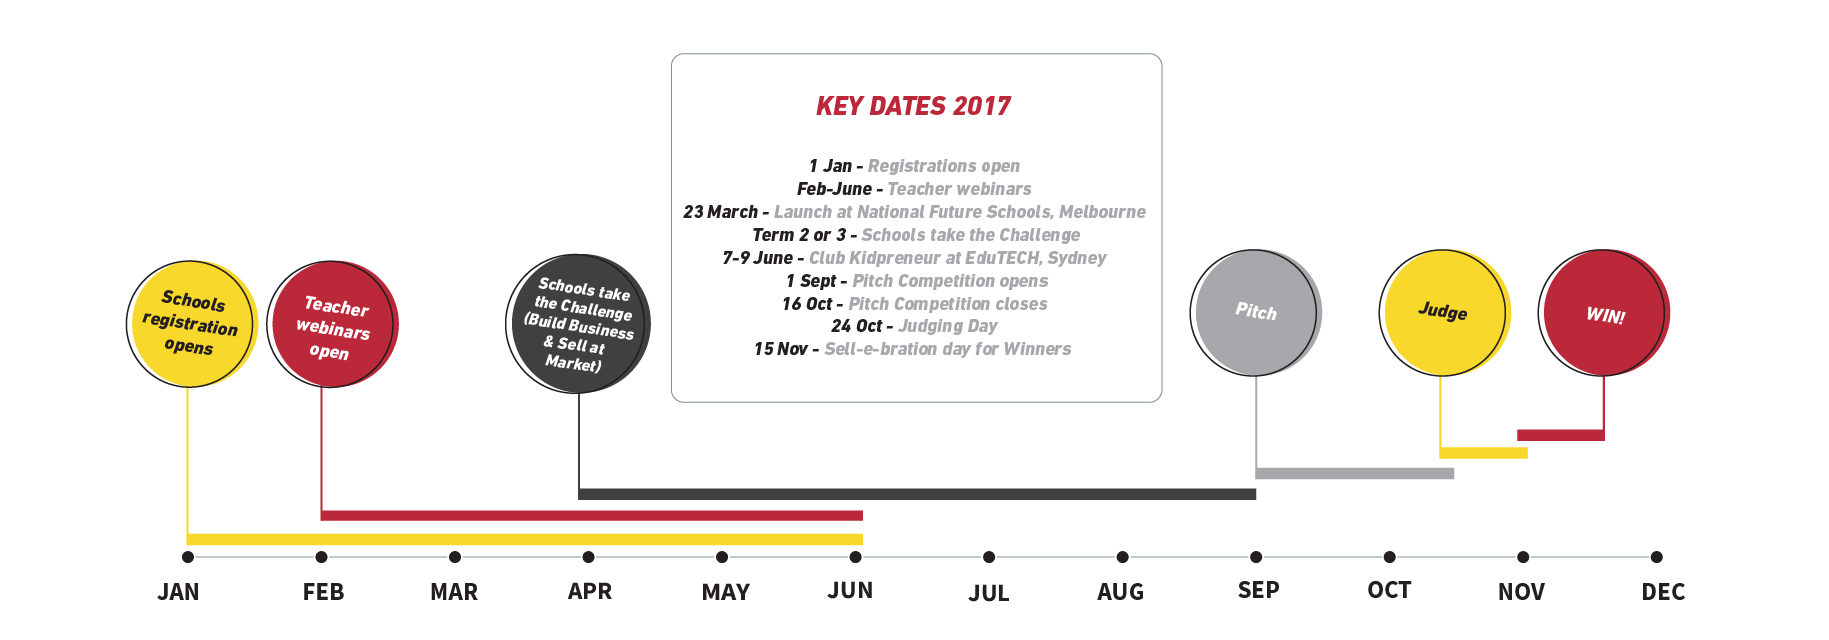 KEY DATES 2017
1 Jan - Registrations open
Feb-June - Teacher webinars
23 March - Launch at National Future Schools, Melbourne
Term 2 or 3 - Schools take the Challenge
7-9 June - Club Kidpreneur at EduTECH, Sydney
1 Sept - Pitch Competition opens
16 Oct - Pitch Competition closes
24 Oct - Judging Day
15 Nov - Sell-e-bration day for Winners
Schools
registration
opens
Teacher
webinars
open
Schools take
the Challenge
(Build Business
& Sell at
Market)
Pitch
Judge
WIN!
JAN FEB MAR APR MAY JUN JUL AUG SEP OCT NOV DEC